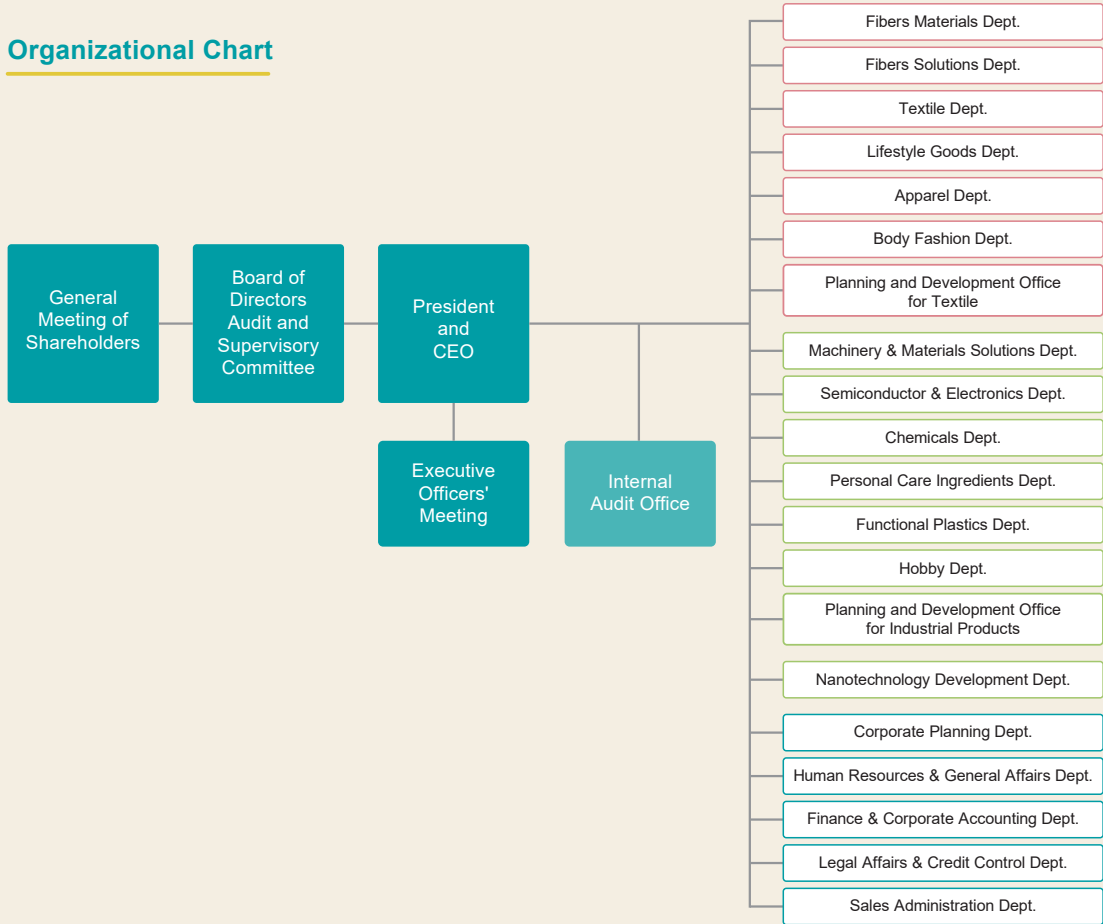 Organizational Chart
General
Meeting of
Shareholders
Board of
Directors
Audit and
Supervisory
Committee
President
and
CEO
Executive
Officers'
Meeting
Internal
Audit Office
Fibers Materials Dept.
Fibers Solutions Dept.
Textile Dept.
Lifestyle Goods Dept.
Apparel Dept.
Body Fashion Dept.
Planning and Development Office
for Textile
Machinery & Materials Solutions Dept.
Semiconductor & Electronics Dept.
Chemicals Dept.
Personal Care Ingredients Dept.
Functional Plastics Dept.
Hobby Dept.
Planning and Development Office
for Industrial Products
Nanotechnology Development Dept.
Corporate Planning Dept.
Human Resources & General Affairs Dept.
Finance & Corporate Accounting Dept.
Legal Affairs & Credit Control Dept.
Sales Administration Dept.